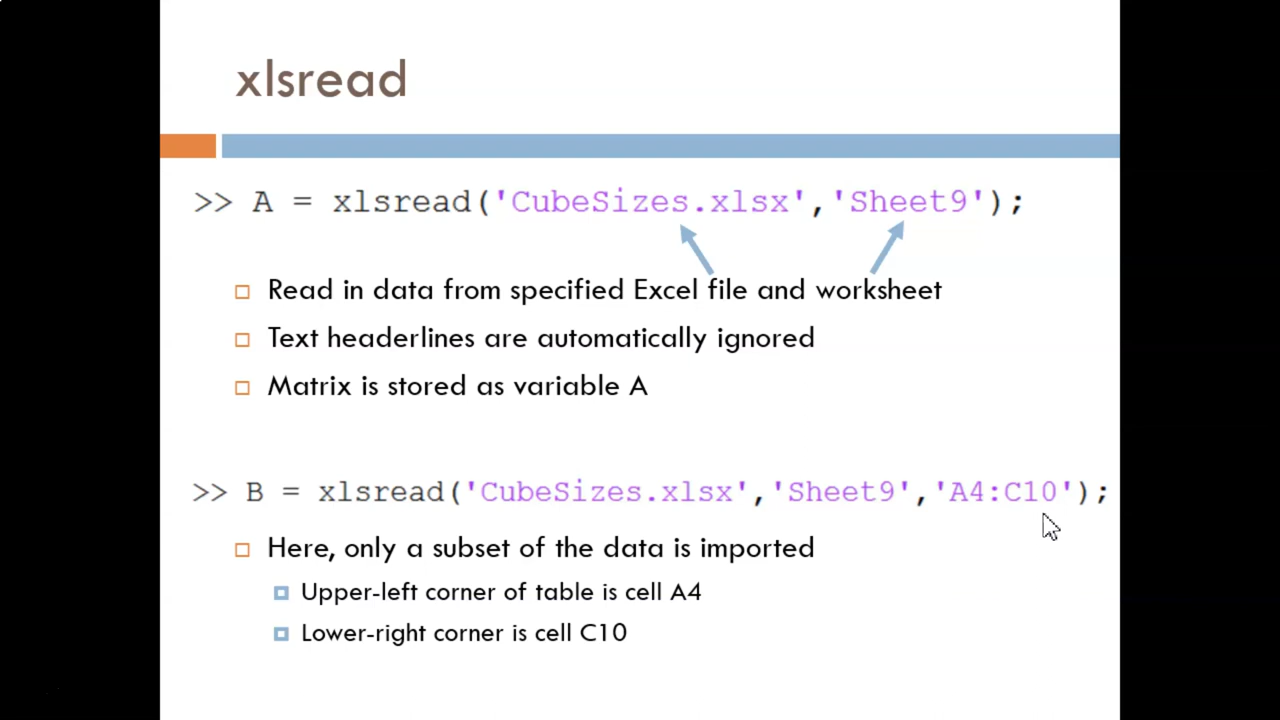 xlsread
>> A = xlsread('CubeSizes.xlsx','Sheet9');
Read in data from specified Excel file and worksheet
Text headerlines are automatically ignored
Matrix is stored as variable A
>> B = xlsread('CubeSizes.xlsx','Sheet9','A4:C10');
Here, only a subset of the data is imported
Upper-left corner of table is cell A4
Lower-right corner is cell C10